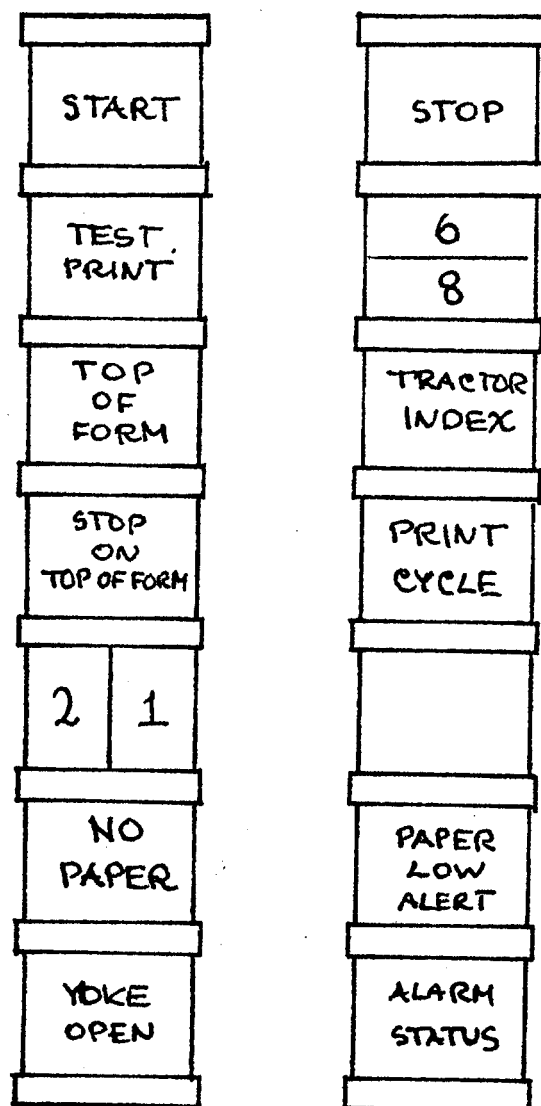 START
TEST
PRINT
TOP
OF
FORM
STOP
ON
TOP OF FORM
2 1
NO
PAPER
YOKE
OPEN
STOP
6
8
TRACTOR
INDEX
PRINT
CYCLE
PAPER
LOW
ALERT
ALARM
STATUS